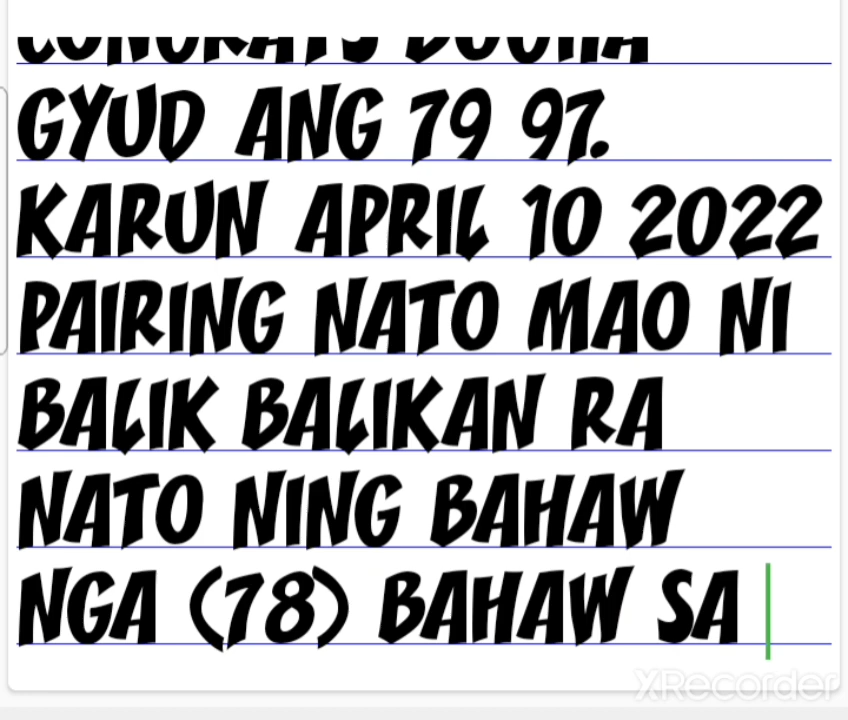 CONGRATS
GYUD ANG 79 97.
KARUN APRIL 10 2022
PAIRING NATO MAO NI
BALIK BALIKAN RA
NATO NING BAHAW
NGA (78) BAHAW SA
XRecorder